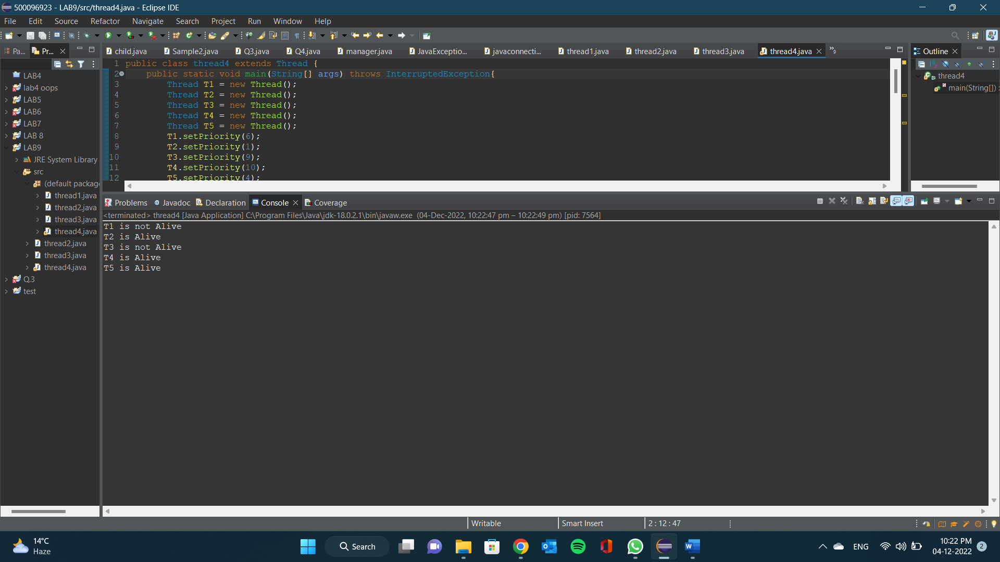 500096923 - LAB9/src/thread4.java - Eclipse IDE
File Edit Source Refactor Navigate Search Project Run Window Help
Pa... Pr...
child.java Sample2.java Q3.java Q4.java manager.java JavaExceptio... javaconnecti... thread1.java thread2.java thread3.java thread4.java »9
Outline
LAB4
lab4 oops
LAB5
LAB6
LAB7
LAB 8
LAB9
JRE System Library
src
(default package
thread1.java
thread2.java
thread3.java
thread4.java
thread2.java
thread3.java
thread4.java
Q.3
test
1 public class thread4 extends Thread {
2 public static void main(String[] args) throws InterruptedException{
3 Thread T1 = new Thread();
4 Thread T2 = new Thread();
5 Thread T3 = new Thread();
6 Thread T4 = new Thread();
7 Thread T5 = new Thread();
8 T1.setPriority(6);
9 T2.setPriority(1);
10 T3.setPriority(9);
11 T4.setPriority(10);
12 T5.setPriority(4);
thread4
main(String[]) :
Problems Javadoc Declaration Console Coverage
<terminated> thread4 [Java Application] C:\Program Files\Java\jdk-18.0.2.1\bin\javaw.exe (04-Dec-2022, 10:22:47 pm – 10:22:49 pm) [pid: 7564]
T1 is not Alive
T2 is Alive
T3 is not Alive
T4 is Alive
T5 is Alive
Writable Smart Insert 2 : 12 : 47
14°C
Haze
Search
ENG
10:22 PM
04-12-2022
2